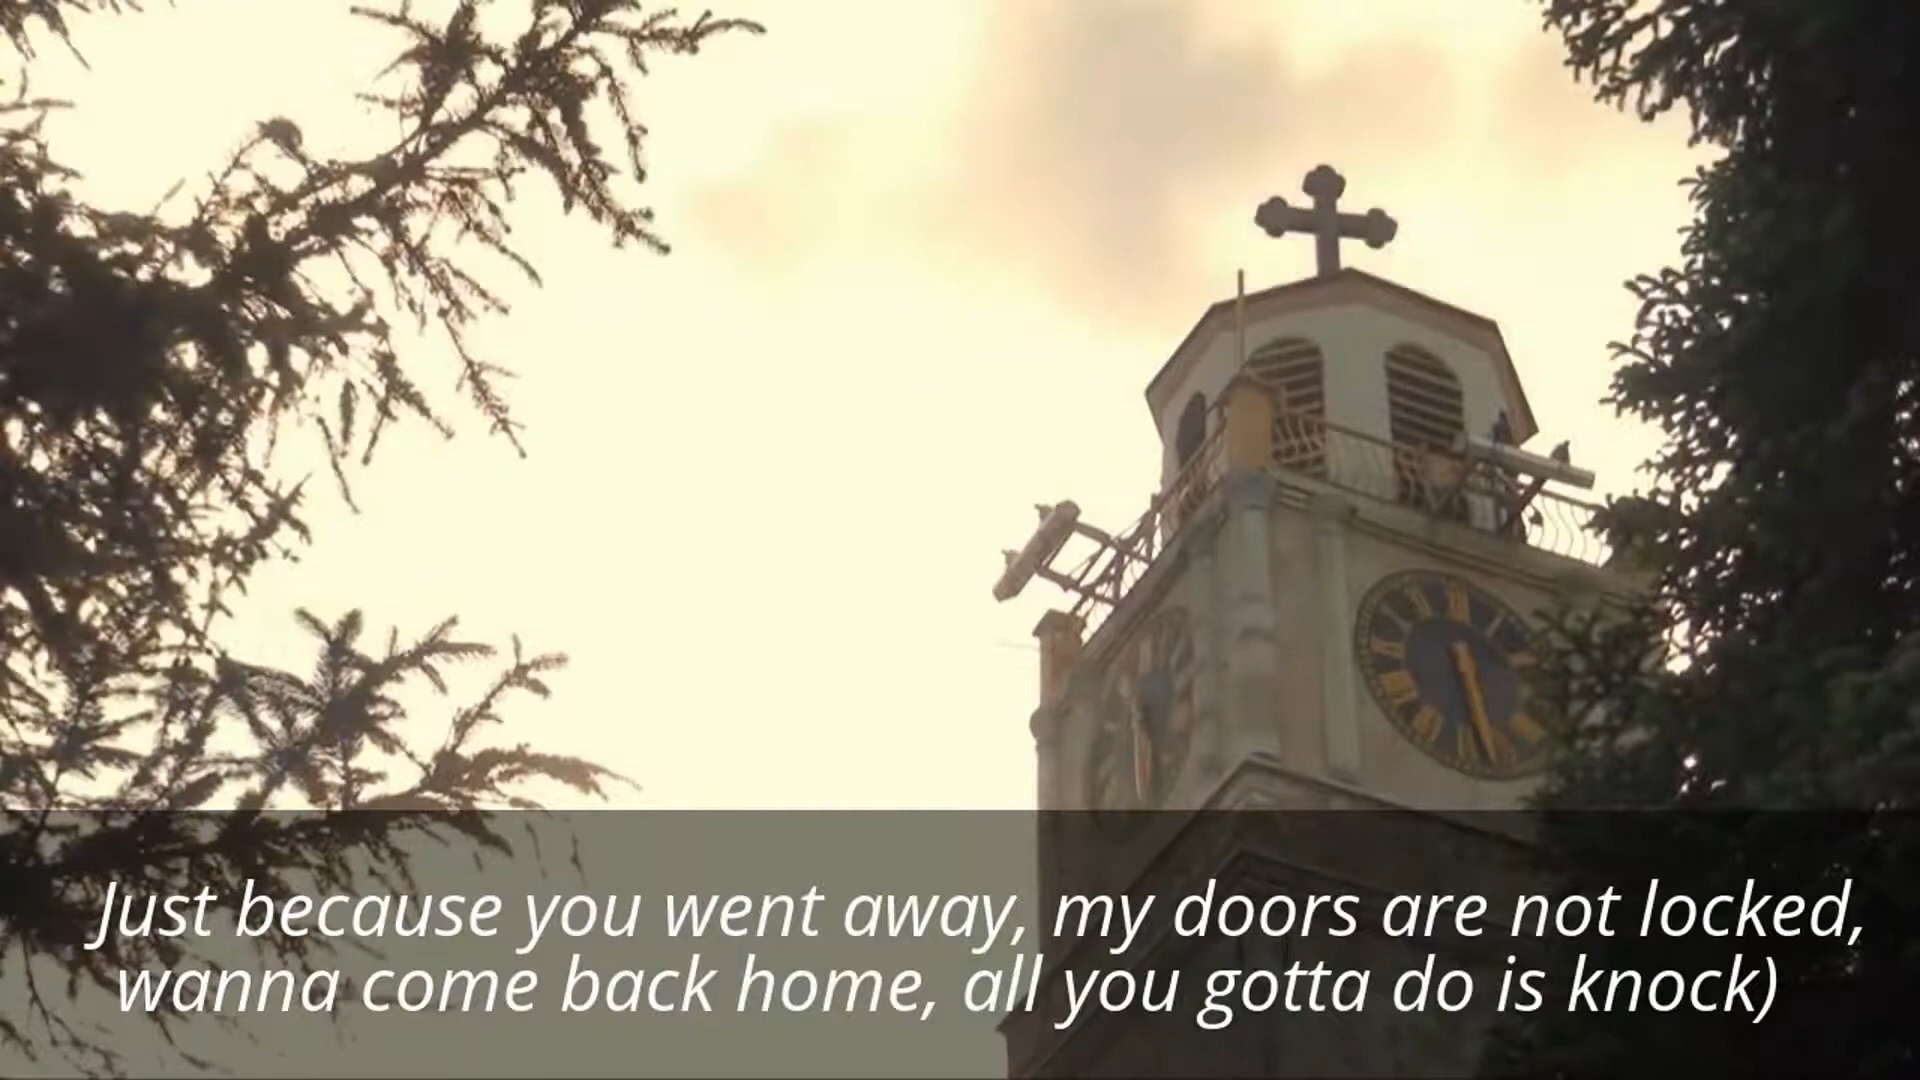 Just because you went away, my doors are not locked,
wanna come back home, all you gotta do is knock)